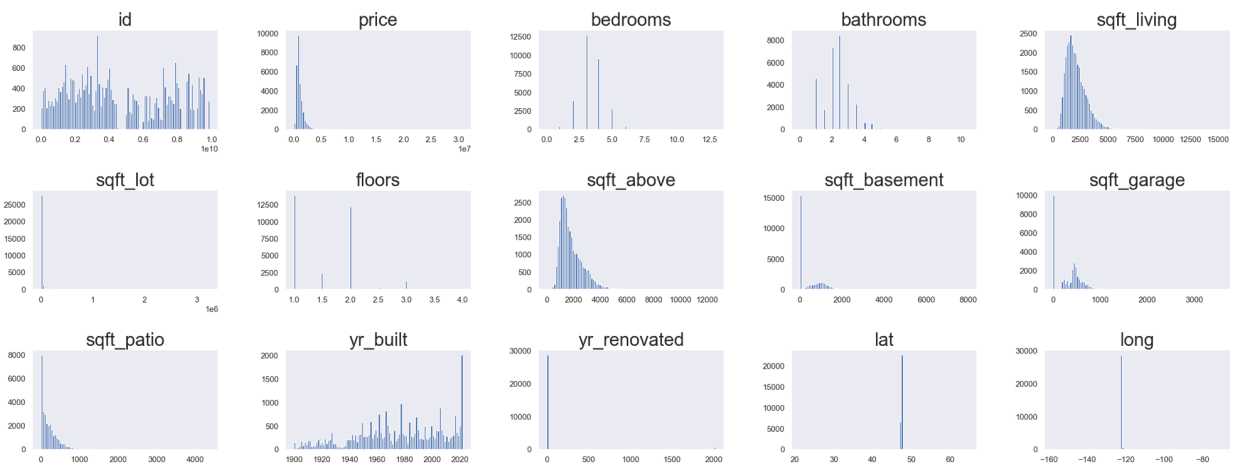 id price bedrooms bathrooms sqft_living
800 600 400 200 0
0.0 0.2 0.4 0.6 0.8 1.0
1e10
10000 8000 6000 4000 2000 0
0.0 0.5 1.0 1.5 2.0 2.5 3.0
1e7
12500 10000 7500 5000 2500 0
0.0 2.5 5.0 7.5 10.0 12.5
8000 6000 4000 2000 0
0 2 4 6 8 10
2500 2000 1500 1000 500 0
0 2500 5000 7500 10000 12500 15000
sqft_lot floors sqft_above sqft_basement sqft_garage
25000 20000 15000 10000 5000 0
0 1 2 3
1e6
12500 10000 7500 5000 2500 0
1.0 1.5 2.0 2.5 3.0 3.5 4.0
2500 2000 1500 1000 500 0
0 2000 4000 6000 8000 10000 12000
15000 10000 5000 0
0 2000 4000 6000 8000
10000 8000 6000 4000 2000 0
0 1000 2000 3000
sqft_patio yr_built yr_renovated lat long
8000 6000 4000 2000 0
0 1000 2000 3000 4000
2000 1500 1000 500 0
1900 1920 1940 1960 1980 2000 2020
30000 20000 10000 0
0 500 1000 1500 2000
20000 15000 10000 5000 0
20 30 40 50 60
30000 20000 10000 0
−160 −140 −120 −100 −80